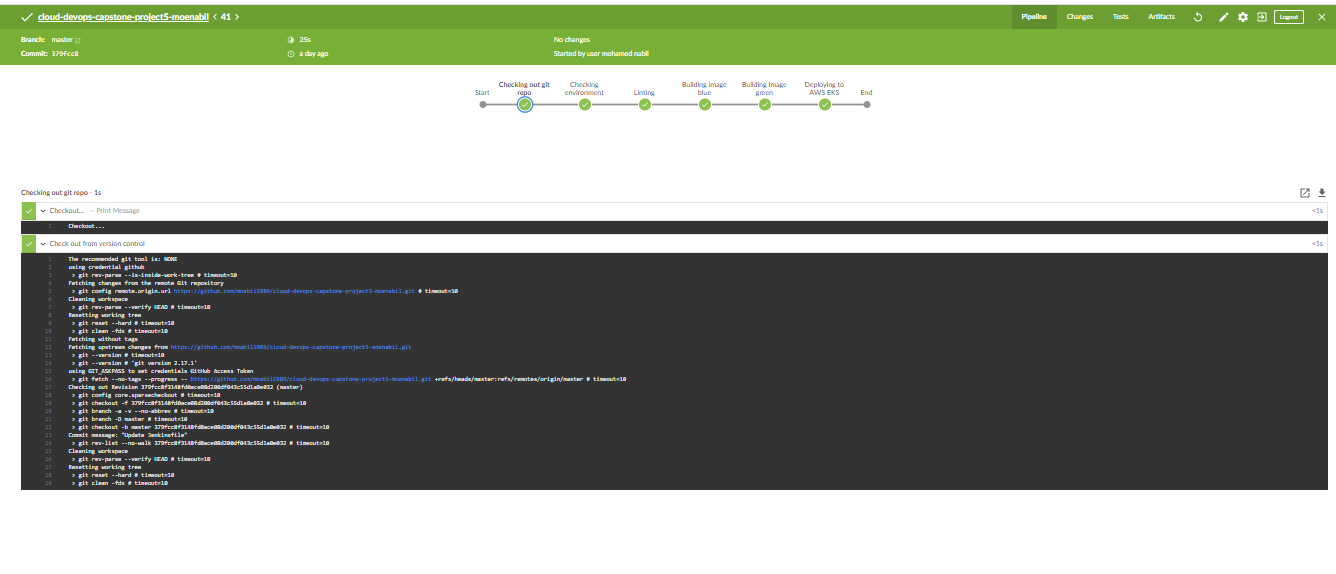 cloud-devops-capstone-project5-moenabil < 41 >
Pipeline Changes Tests Artifacts Logout
Branch: master 25s No changes
Commit: 379fcc8 a day ago Started by user mohamed nabil
Start
Checking out git repo
Checking environment
Linting
Building image blue
Building image green
Deploying to AWS EKS
End
Checking out git repo - 1s
Checkout... — Print Message <1s
1 Checkout...
Check out from version control <1s
1 The recommended git tool is: NONE
2 using credential github
3 > git rev-parse --is-inside-work-tree # timeout=10
4 Fetching changes from the remote Git repository
5 > git config remote.origin.url https://github.com/mnabil1989/cloud-devops-capstone-project5-moenabil.git # timeout=10
6 Cleaning workspace
7 > git rev-parse --verify HEAD # timeout=10
8 Resetting working tree
9 > git reset --hard # timeout=10
10 > git clean -fdx # timeout=10
11 Fetching without tags
12 Fetching upstream changes from https://github.com/mnabil1989/cloud-devops-capstone-project5-moenabil.git
13 > git --version # timeout=10
14 > git --version # 'git version 2.17.1'
15 using GIT_ASKPASS to set credentials GitHub Access Token
16 > git fetch --no-tags --progress -- https://github.com/mnabil1989/cloud-devops-capstone-project5-moenabil.git +refs/heads/master:refs/remotes/origin/master # timeout=10
17 Checking out Revision 379fcc8f3148fd0ace08d200df043c55d1a0e032 (master)
18 > git config core.sparsecheckout # timeout=10
19 > git checkout -f 379fcc8f3148fd0ace08d200df043c55d1a0e032 # timeout=10
20 > git branch -a -v --no-abbrev # timeout=10
21 > git branch -D master # timeout=10
22 > git checkout -b master 379fcc8f3148fd0ace08d200df043c55d1a0e032 # timeout=10
23 Commit message: "Update Jenkinsfile"
24 > git rev-list --no-walk 379fcc8f3148fd0ace08d200df043c55d1a0e032 # timeout=10
25 Cleaning workspace
26 > git rev-parse --verify HEAD # timeout=10
27 Resetting working tree
28 > git reset --hard # timeout=10
29 > git clean -fdx # timeout=10